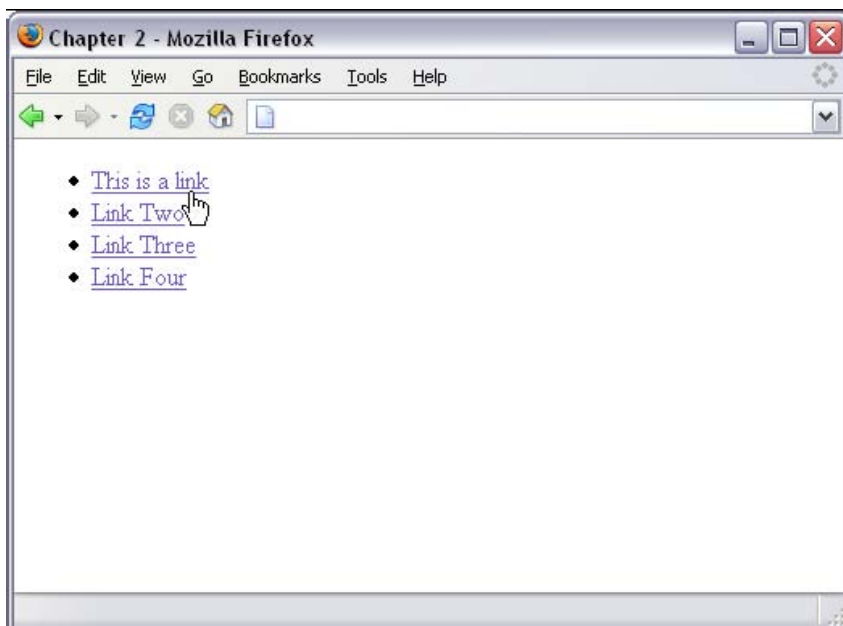 Chapter 2 - Mozilla Firefox
File Edit View Go Bookmarks Tools Help
This is a link
Link Two
Link Three
Link Four